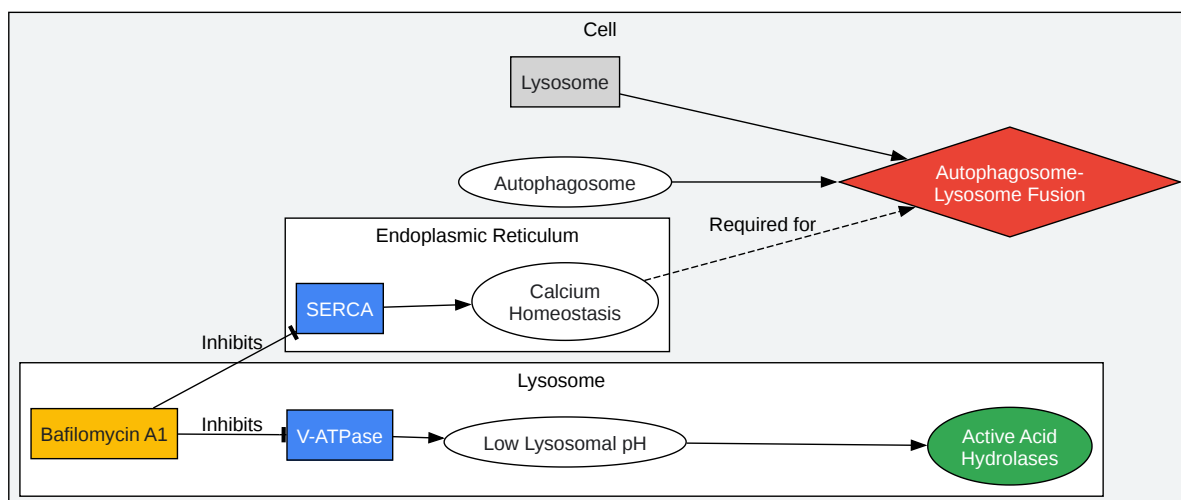 Cell
Lysosome
Autophagosome
Autophagosome-
Lysosome Fusion
Required for
Endoplasmic Reticulum
SERCA
Calcium
Homeostasis
Inhibits
Lysosome
Bafilomycin A1
Inhibits
V-ATPase
Low Lysosomal pH
Active Acid
Hydrolases